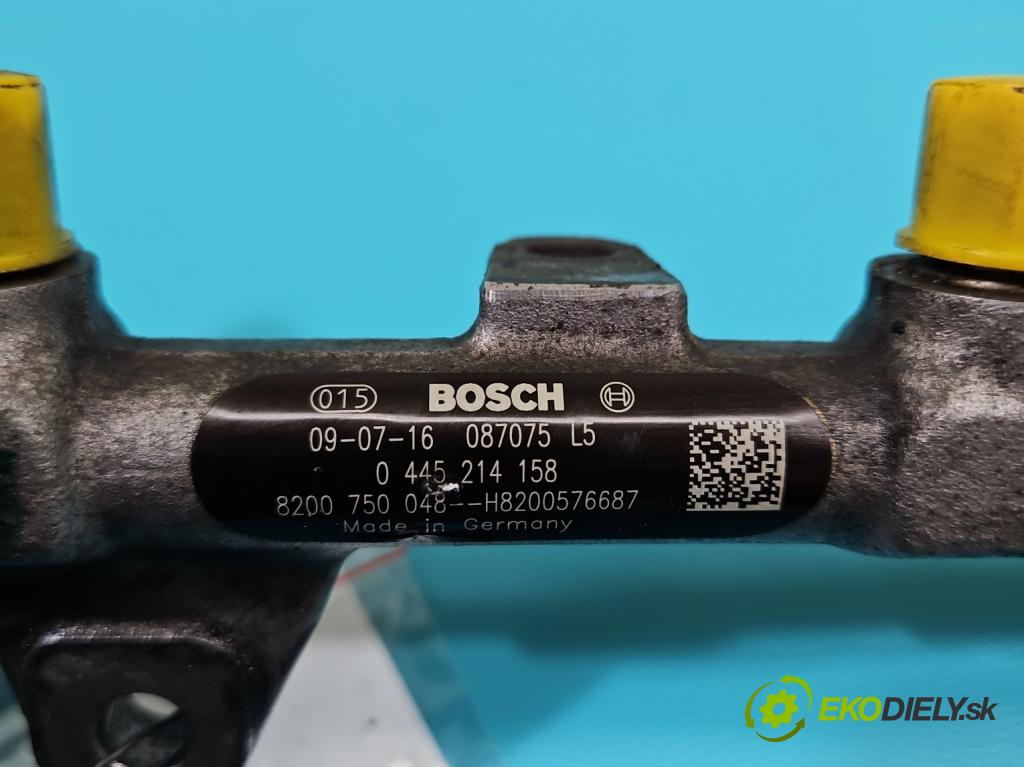 015 BOSCH H
09-07-16 087075 L5
0 445 214 158
8200 750 048--H8200576687
Made in Germany
EKODIELY.sk